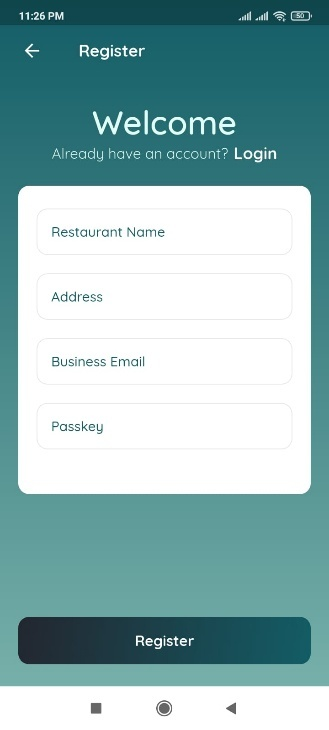 11:26 PM 50
Register
Welcome
Already have an account? Login
Restaurant Name
Address
Business Email
Passkey
Register